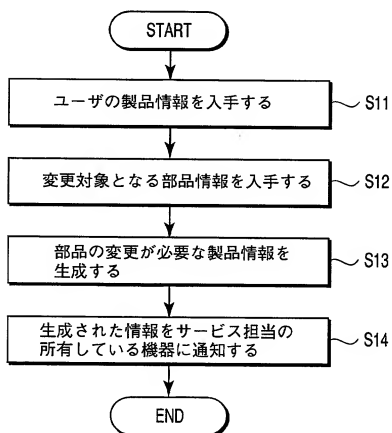 START
ユーザの製品情報を入手する
S11
変更対象となる部品情報を入手する
S12
部品の変更が必要な製品情報を
生成する
S13
生成された情報をサービス担当の
所有している機器に通知する
S14
END